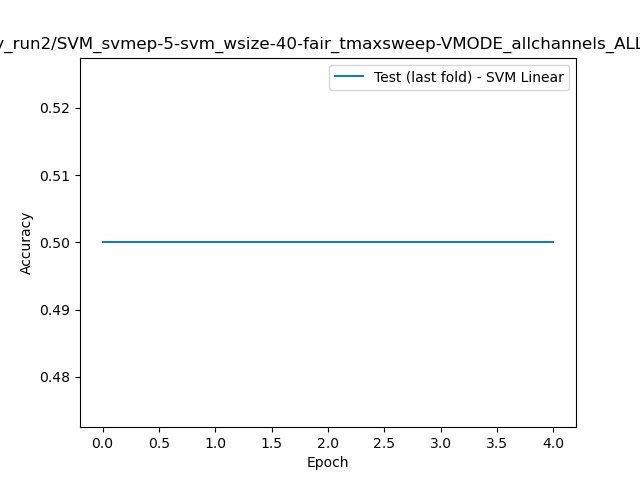 _run2/SVM_svmep-5-svm_wsize-40-fair_tmaxsweep-VMODE_allchannels_ALL
Test (last fold) - SVM Linear
0.52
0.51
0.50
0.49
0.48
Accuracy
0.0 0.5 1.0 1.5 2.0 2.5 3.0 3.5 4.0
Epoch